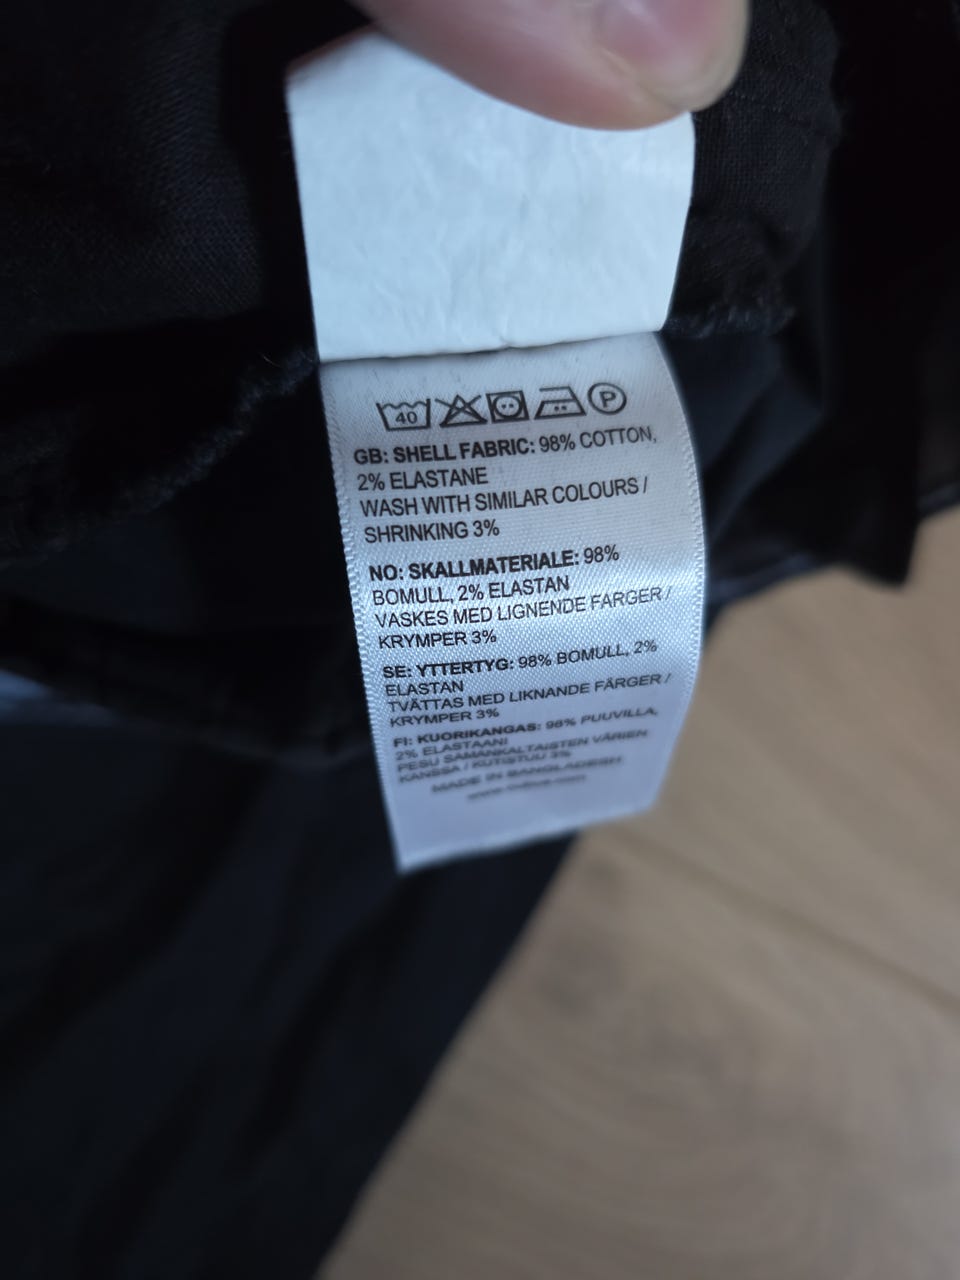 40 P
GB: SHELL FABRIC: 98% COTTON,
2% ELASTANE
WASH WITH SIMILAR COLOURS /
SHRINKING 3%
NO: SKALLMATERIALE: 98%
BOMULL, 2% ELASTAN
VASKES MED LIGNENDE FARGER /
KRYMPER 3%
SE: YTTERTYG: 98% BOMULL, 2%
ELASTAN
TVÄTTAS MED LIKNANDE FÄRGER /
KRYMPER 3%
FI: KUORIKANGAS: 98% PUUVILLA,
2% ELASTAANI
PESU SAMANKALTAISTEN VÄRIEN
KANSSA / KUTISTUU 3%
MADE IN BANGLADESH